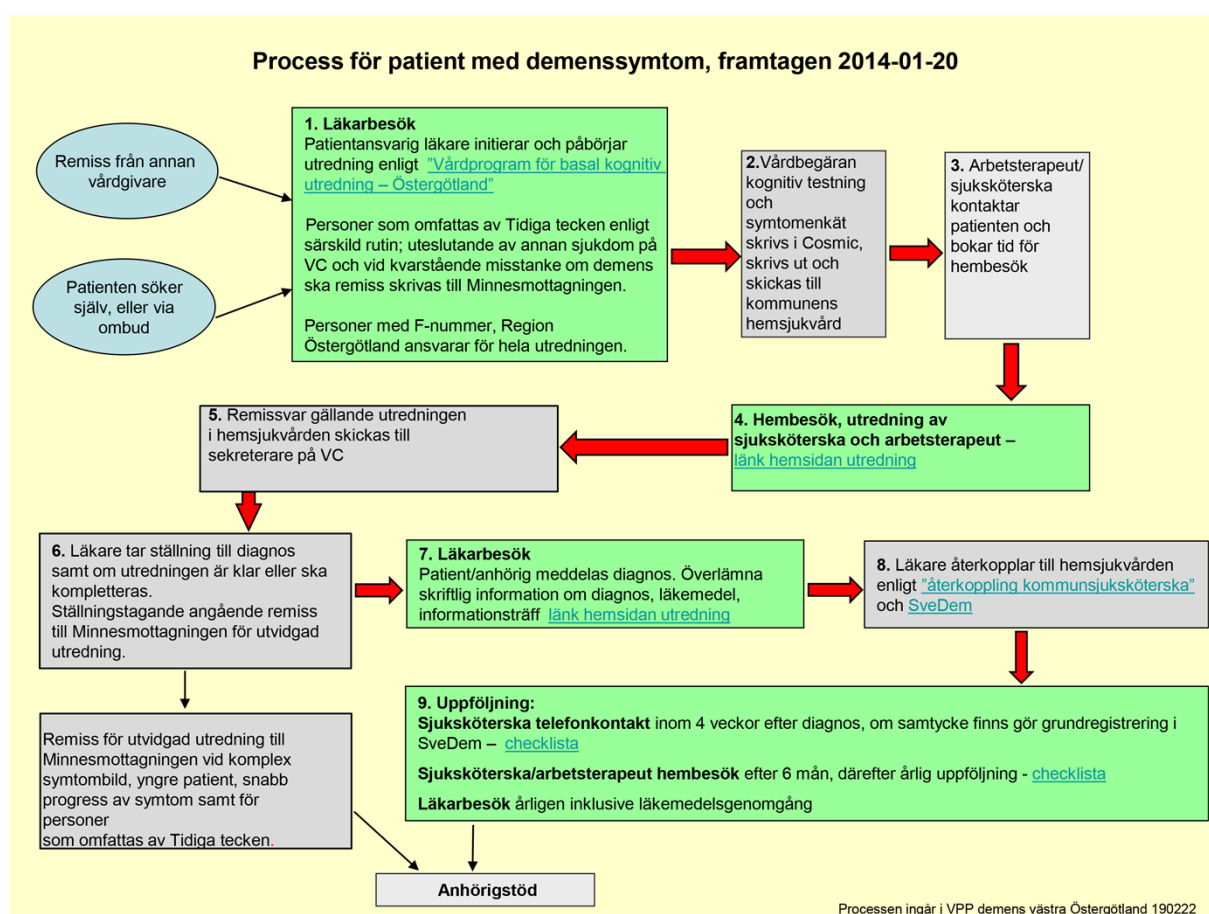 Process för patient med demenssymtom, framtagen 2014-01-20
Remiss från annan
vårdgivare
Patienten söker
själv, eller via
ombud
1. Läkarbesök
Patientansvarig läkare initierar och påbörjar
utredning enligt "Vårdprogram för basal kognitiv
utredning – Östergötland"
Personer som omfattas av Tidiga tecken enligt
särskild rutin; uteslutande av annan sjukdom på
VC och vid kvarstående misstanke om demens
ska remiss skrivas till Minnesmottagningen.
Personer med F-nummer, Region
Östergötland ansvarar för hela utredningen.
2.Vårdbegäran
kognitiv testning
och
symtomenkät
skrivs i Cosmic,
skrivs ut och
skickas till
kommunens
hemsjukvård
3. Arbetsterapeut/
sjuksköterska
kontaktar
patienten och
bokar tid för
hembesök
4. Hembesök, utredning av
sjuksköterska och arbetsterapeut –
länk hemsidan utredning
5. Remissvar gällande utredningen
i hemsjukvården skickas till
sekreterare på VC
6. Läkare tar ställning till diagnos
samt om utredningen är klar eller ska
kompletteras.
Ställningstagande angående remiss
till Minnesmottagningen för utvidgad
utredning.
7. Läkarbesök
Patient/anhörig meddelas diagnos. Överlämna
skriftlig information om diagnos, läkemedel,
informationsträff länk hemsidan utredning
8. Läkare återkopplar till hemsjukvården
enligt "återkoppling kommunsjuksköterska"
och SveDem
Remiss för utvidgad utredning till
Minnesmottagningen vid komplex
symtombild, yngre patient, snabb
progress av symtom samt för
personer
som omfattas av Tidiga tecken.
9. Uppföljning:
Sjuksköterska telefonkontakt inom 4 veckor efter diagnos, om samtycke finns gör grundregistrering i
SveDem – checklista
Sjuksköterska/arbetsterapeut hembesök efter 6 mån, därefter årlig uppföljning - checklista
Läkarbesök årligen inklusive läkemedelsgenomgång
Anhörigstöd
Processen ingår i VPP demens västra Östergötland 190222